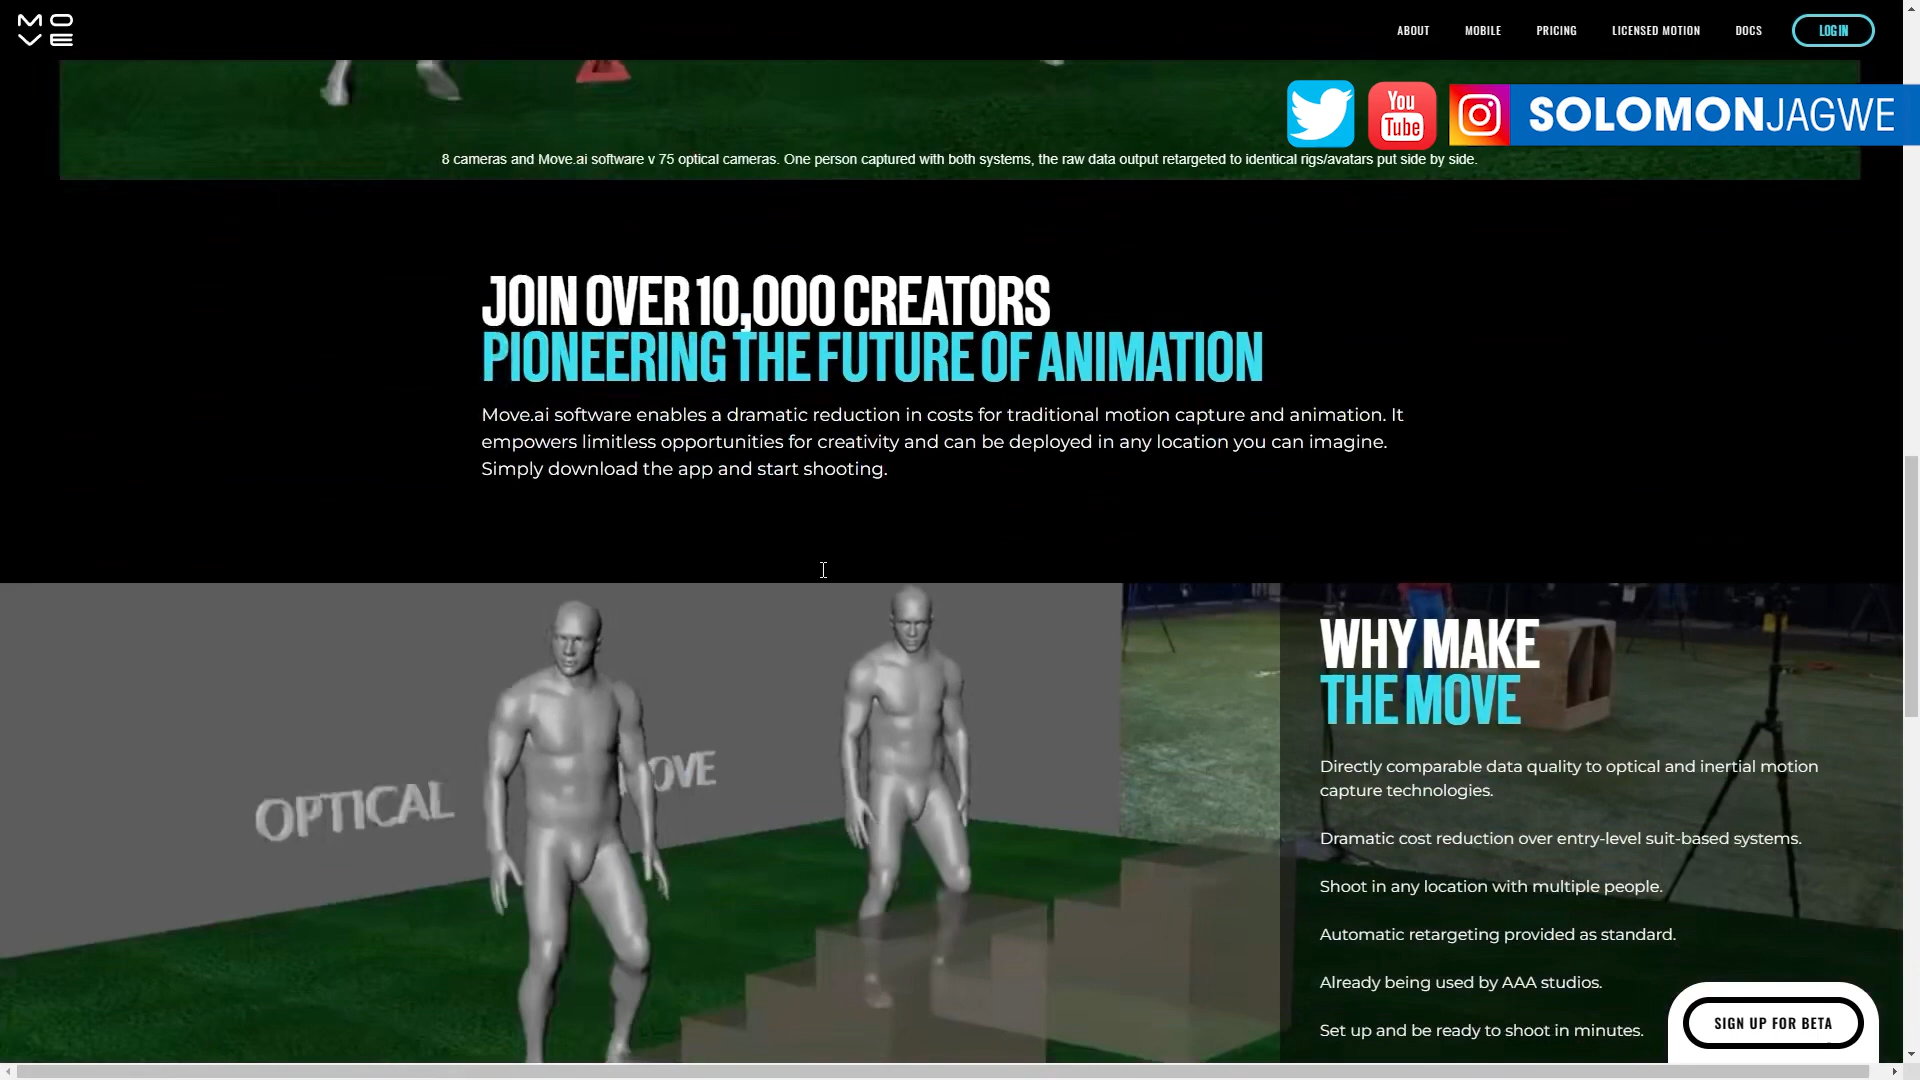 MOVE
ABOUT
MOBILE
PRICING
LICENSED MOTION
DOCS
LOGIN
You
Tube
SOLOMONJAGWE
8 cameras and Move.ai software v 75 optical cameras. One person captured with both systems, the raw data output retargeted to identical rigs/avatars put side by side.
JOIN OVER 10,000 CREATORS
PIONEERING THE FUTURE OF ANIMATION
Move.ai software enables a dramatic reduction in costs for traditional motion capture and animation. It
empowers limitless opportunities for creativity and can be deployed in any location you can imagine.
Simply download the app and start shooting.
OPTICAL
MOVE
WHY MAKE
THE MOVE
Directly comparable data quality to optical and inertial motion
capture technologies.
Dramatic cost reduction over entry-level suit-based systems.
Shoot in any location with multiple people.
Automatic retargeting provided as standard.
Already being used by AAA studios.
Set up and be ready to shoot in minutes.
SIGN UP FOR BETA